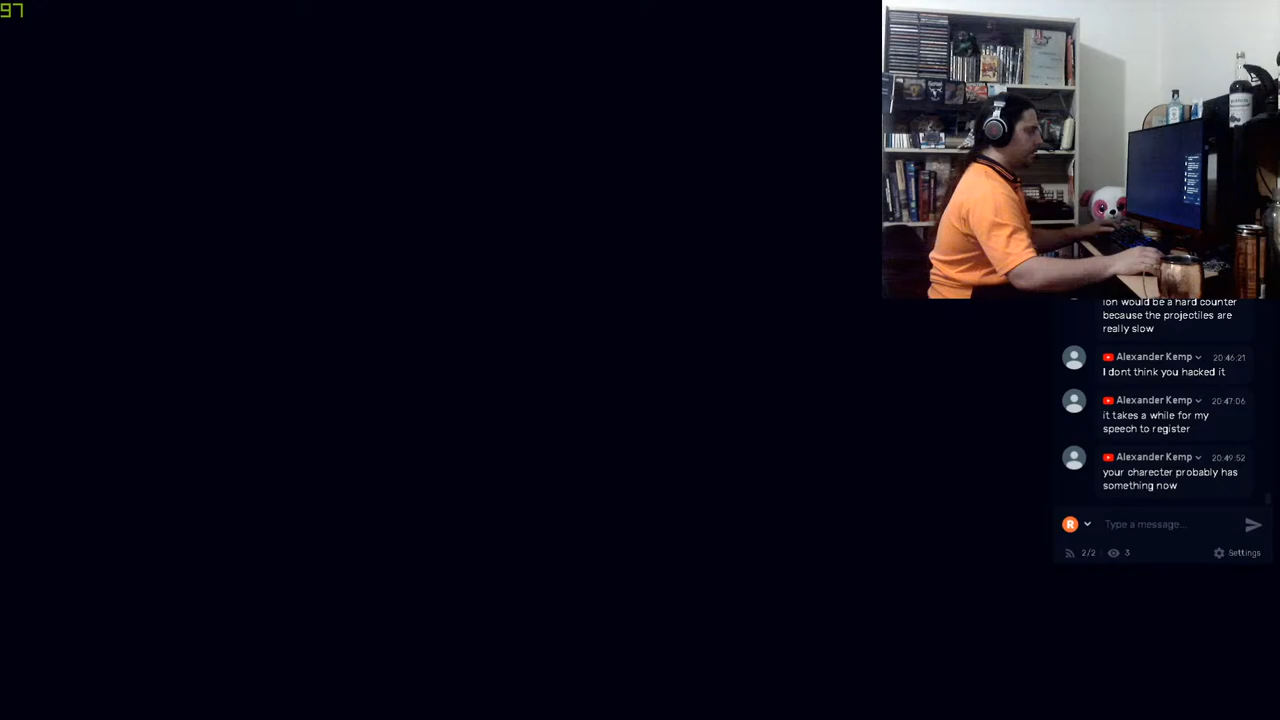 97
ion would be a hard counter
because the projectiles are
really slow
Alexander Kemp 20:46:21
I dont think you hacked it
Alexander Kemp 20:47:06
it takes a while for my
speech to register
Alexander Kemp 20:49:52
your charecter probably has
something now
R
Type a message...
2/2
3
Settings